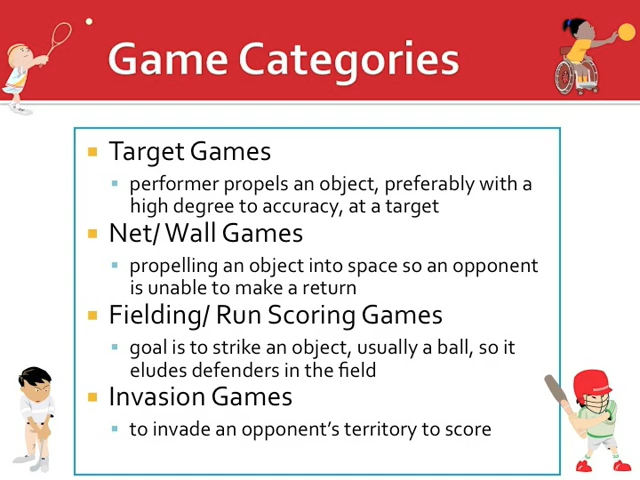 Game Categories
Target Games
performer propels an object, preferably with a
high degree to accuracy, at a target
Net/ Wall Games
propelling an object into space so an opponent
is unable to make a return
Fielding/ Run Scoring Games
goal is to strike an object, usually a ball, so it
eludes defenders in the field
Invasion Games
to invade an opponent's territory to score